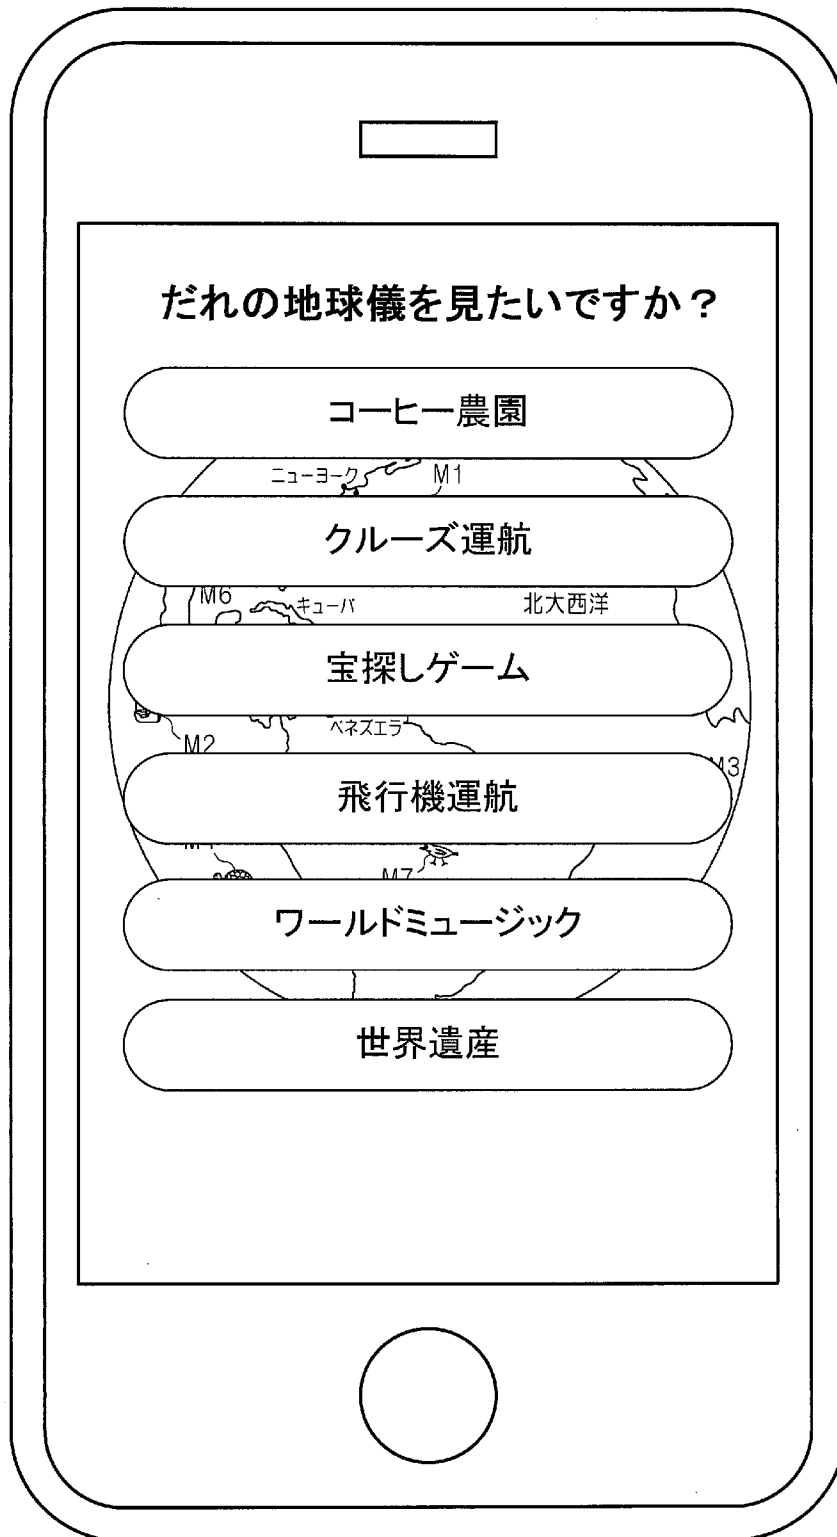 だれの地球儀を見たいですか？
コーヒー農園
ニューヨーク M1
クルーズ運航
M6 キューバ 北大西洋
宝探しゲーム
ベネズエラ
M2
飛行機運航
M7
ワールドミュージック
世界遺産